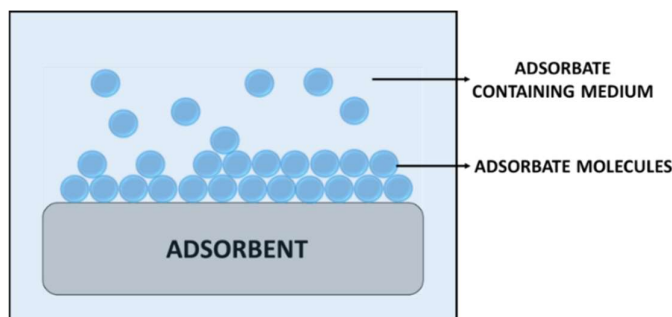 ADSORBATE
CONTAINING MEDIUM
ADSORBATE MOLECULES
ADSORBENT